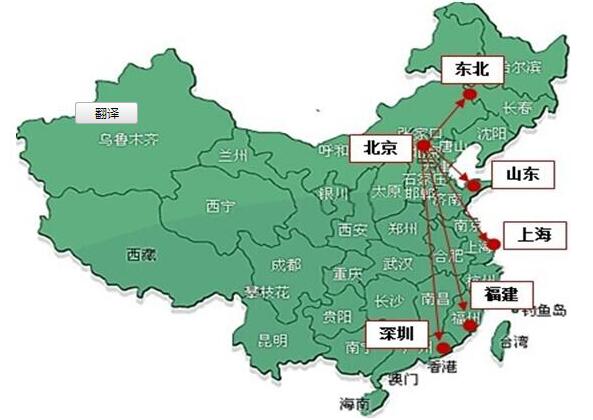 东北
哈尔滨
翻译
长春
乌鲁木齐
张家口
沈阳
兰州
呼和
北京
唐山
石家庄
山东
银川
太原
邯郸
济南
西宁
西安
郑州
南京
上海
上海
西藏
成都
武汉
合肥
重庆
杭州
攀枝花
长沙
南昌
福建
钓鱼岛
贵阳
深圳
福州
昆明
台湾
香港
澳门
海南